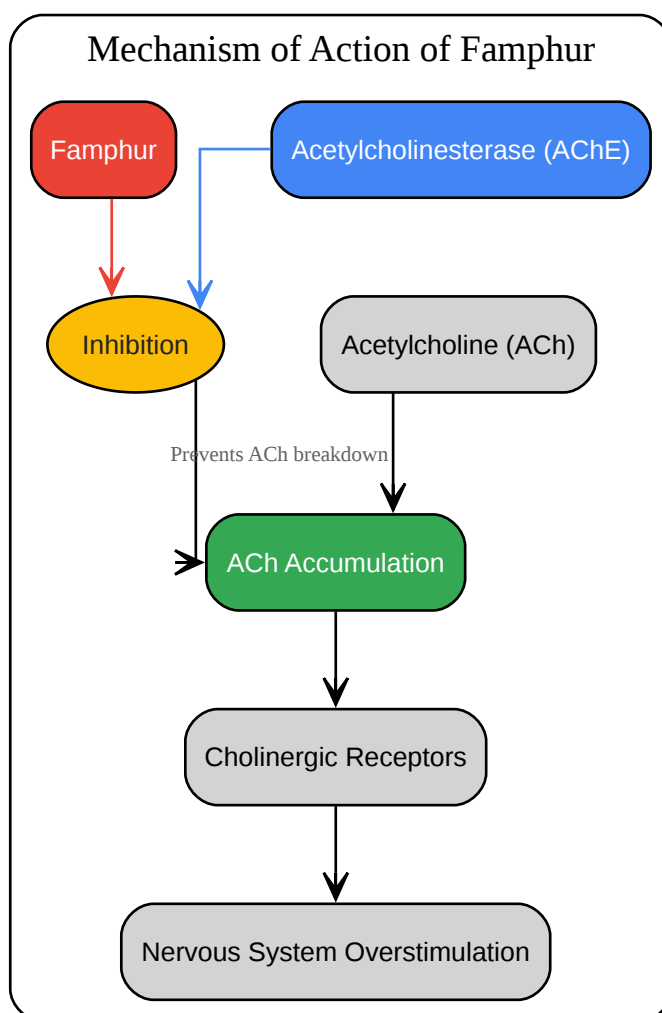 Mechanism of Action of Famphur
Famphur
Acetylcholinesterase (AChE)
Inhibition
Acetylcholine (ACh)
Prevents ACh breakdown
ACh Accumulation
Cholinergic Receptors
Nervous System Overstimulation